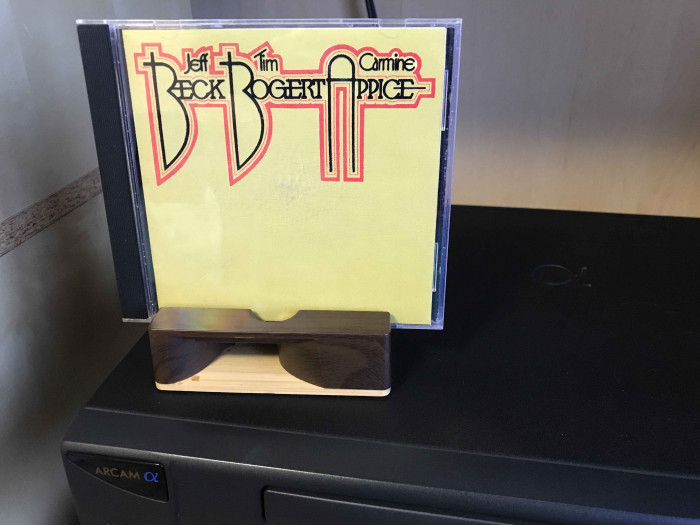 Jeff Tim Carmine
BECK BOGERT APPICE
ARCAM α